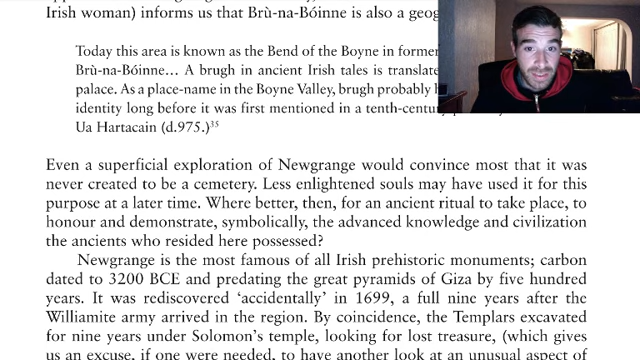 Irish woman) informs us that Brù-na-Bóinne is also a geog
Today this area is known as the Bend of the Boyne in former
Brù-na-Bóinne… A brugh in ancient Irish tales is translate
palace. As a place-name in the Boyne Valley, brugh probably
identity long before it was first mentioned in a tenth-centur
Ua Hartacain (d.975.)³⁵
Even a superficial exploration of Newgrange would convince most that it was
never created to be a cemetery. Less enlightened souls may have used it for this
purpose at a later time. Where better, then, for an ancient ritual to take place, to
honour and demonstrate, symbolically, the advanced knowledge and civilization
the ancients who resided here possessed?
Newgrange is the most famous of all Irish prehistoric monuments; carbon
dated to 3200 BCE and predating the great pyramids of Giza by five hundred
years. It was rediscovered ‘accidentally’ in 1699, a full nine years after the
Williamite army arrived in the region. By coincidence, the Templars excavated
for nine years under Solomon’s temple, looking for lost treasure, (which gives
us an excuse, if one were needed, to have another look at an unusual aspect of